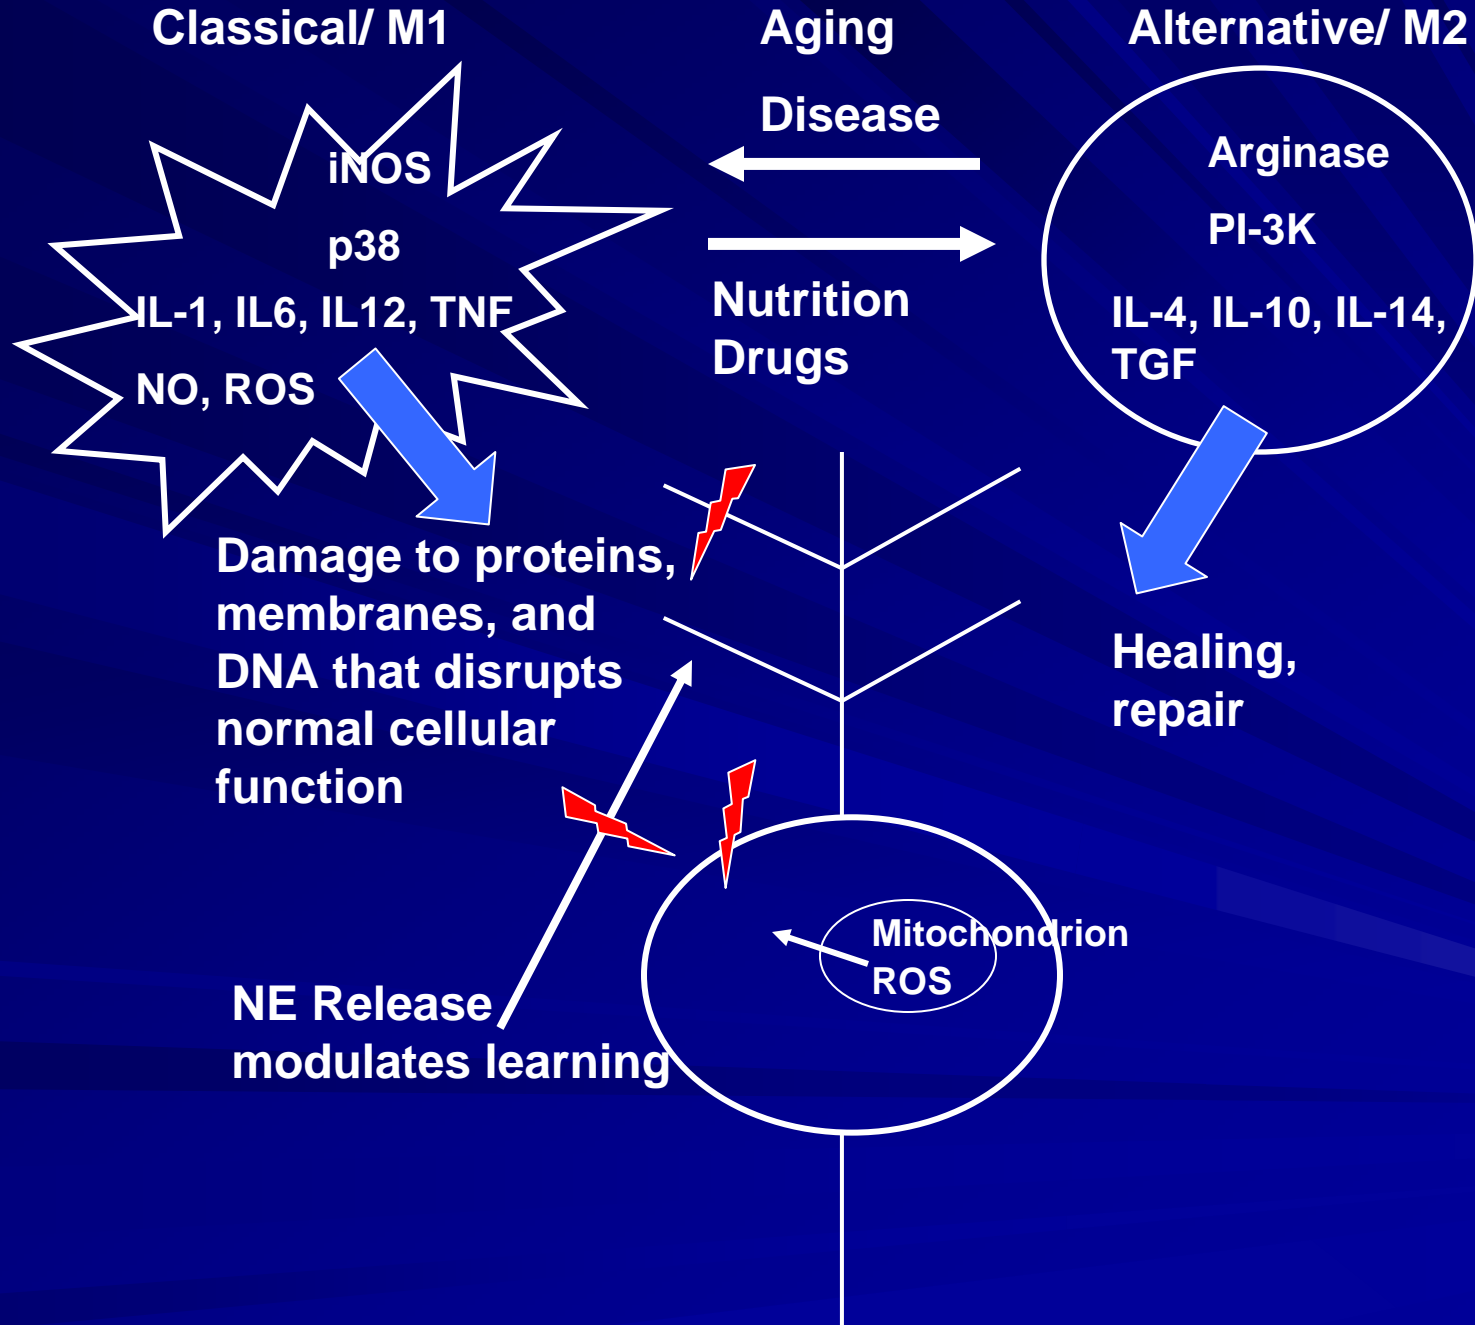 Classical/ M1
Aging
Alternative/ M2
Disease
iNOS
p38
IL-1, IL6, IL12, TNF
NO, ROS
Nutrition
Drugs
Arginase
PI-3K
IL-4, IL-10, IL-14,
TGF
Damage to proteins,
membranes, and
DNA that disrupts
normal cellular
function
Healing,
repair
Mitochondrion
ROS
NE Release
modulates learning